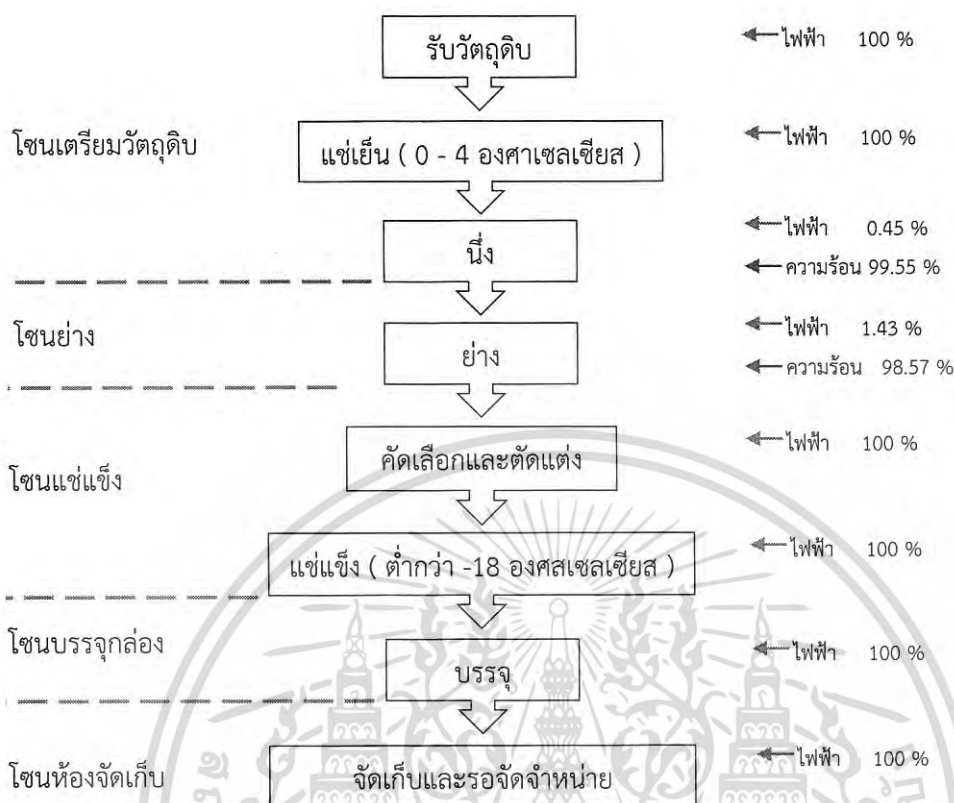 รับวัตถุดิบ
ไฟฟ้า 100 %
โซนเตรียมวัตถุดิบ
แช่เย็น ( 0 - 4 องศาเซลเซียส )
ไฟฟ้า 100 %
นึ่ง
ไฟฟ้า 0.45 %
ความร้อน 99.55 %
โซนย่าง
ย่าง
ไฟฟ้า 1.43 %
ความร้อน 98.57 %
คัดเลือกและตัดแต่ง
ไฟฟ้า 100 %
โซนแช่แข็ง
แช่แข็ง ( ต่ำกว่า -18 องศสเซลเซียส )
ไฟฟ้า 100 %
โซนบรรจุกล่อง
บรรจุ
ไฟฟ้า 100 %
โซนห้องจัดเก็บ
จัดเก็บและรอจัดจำหน่าย
ไฟฟ้า 100 %